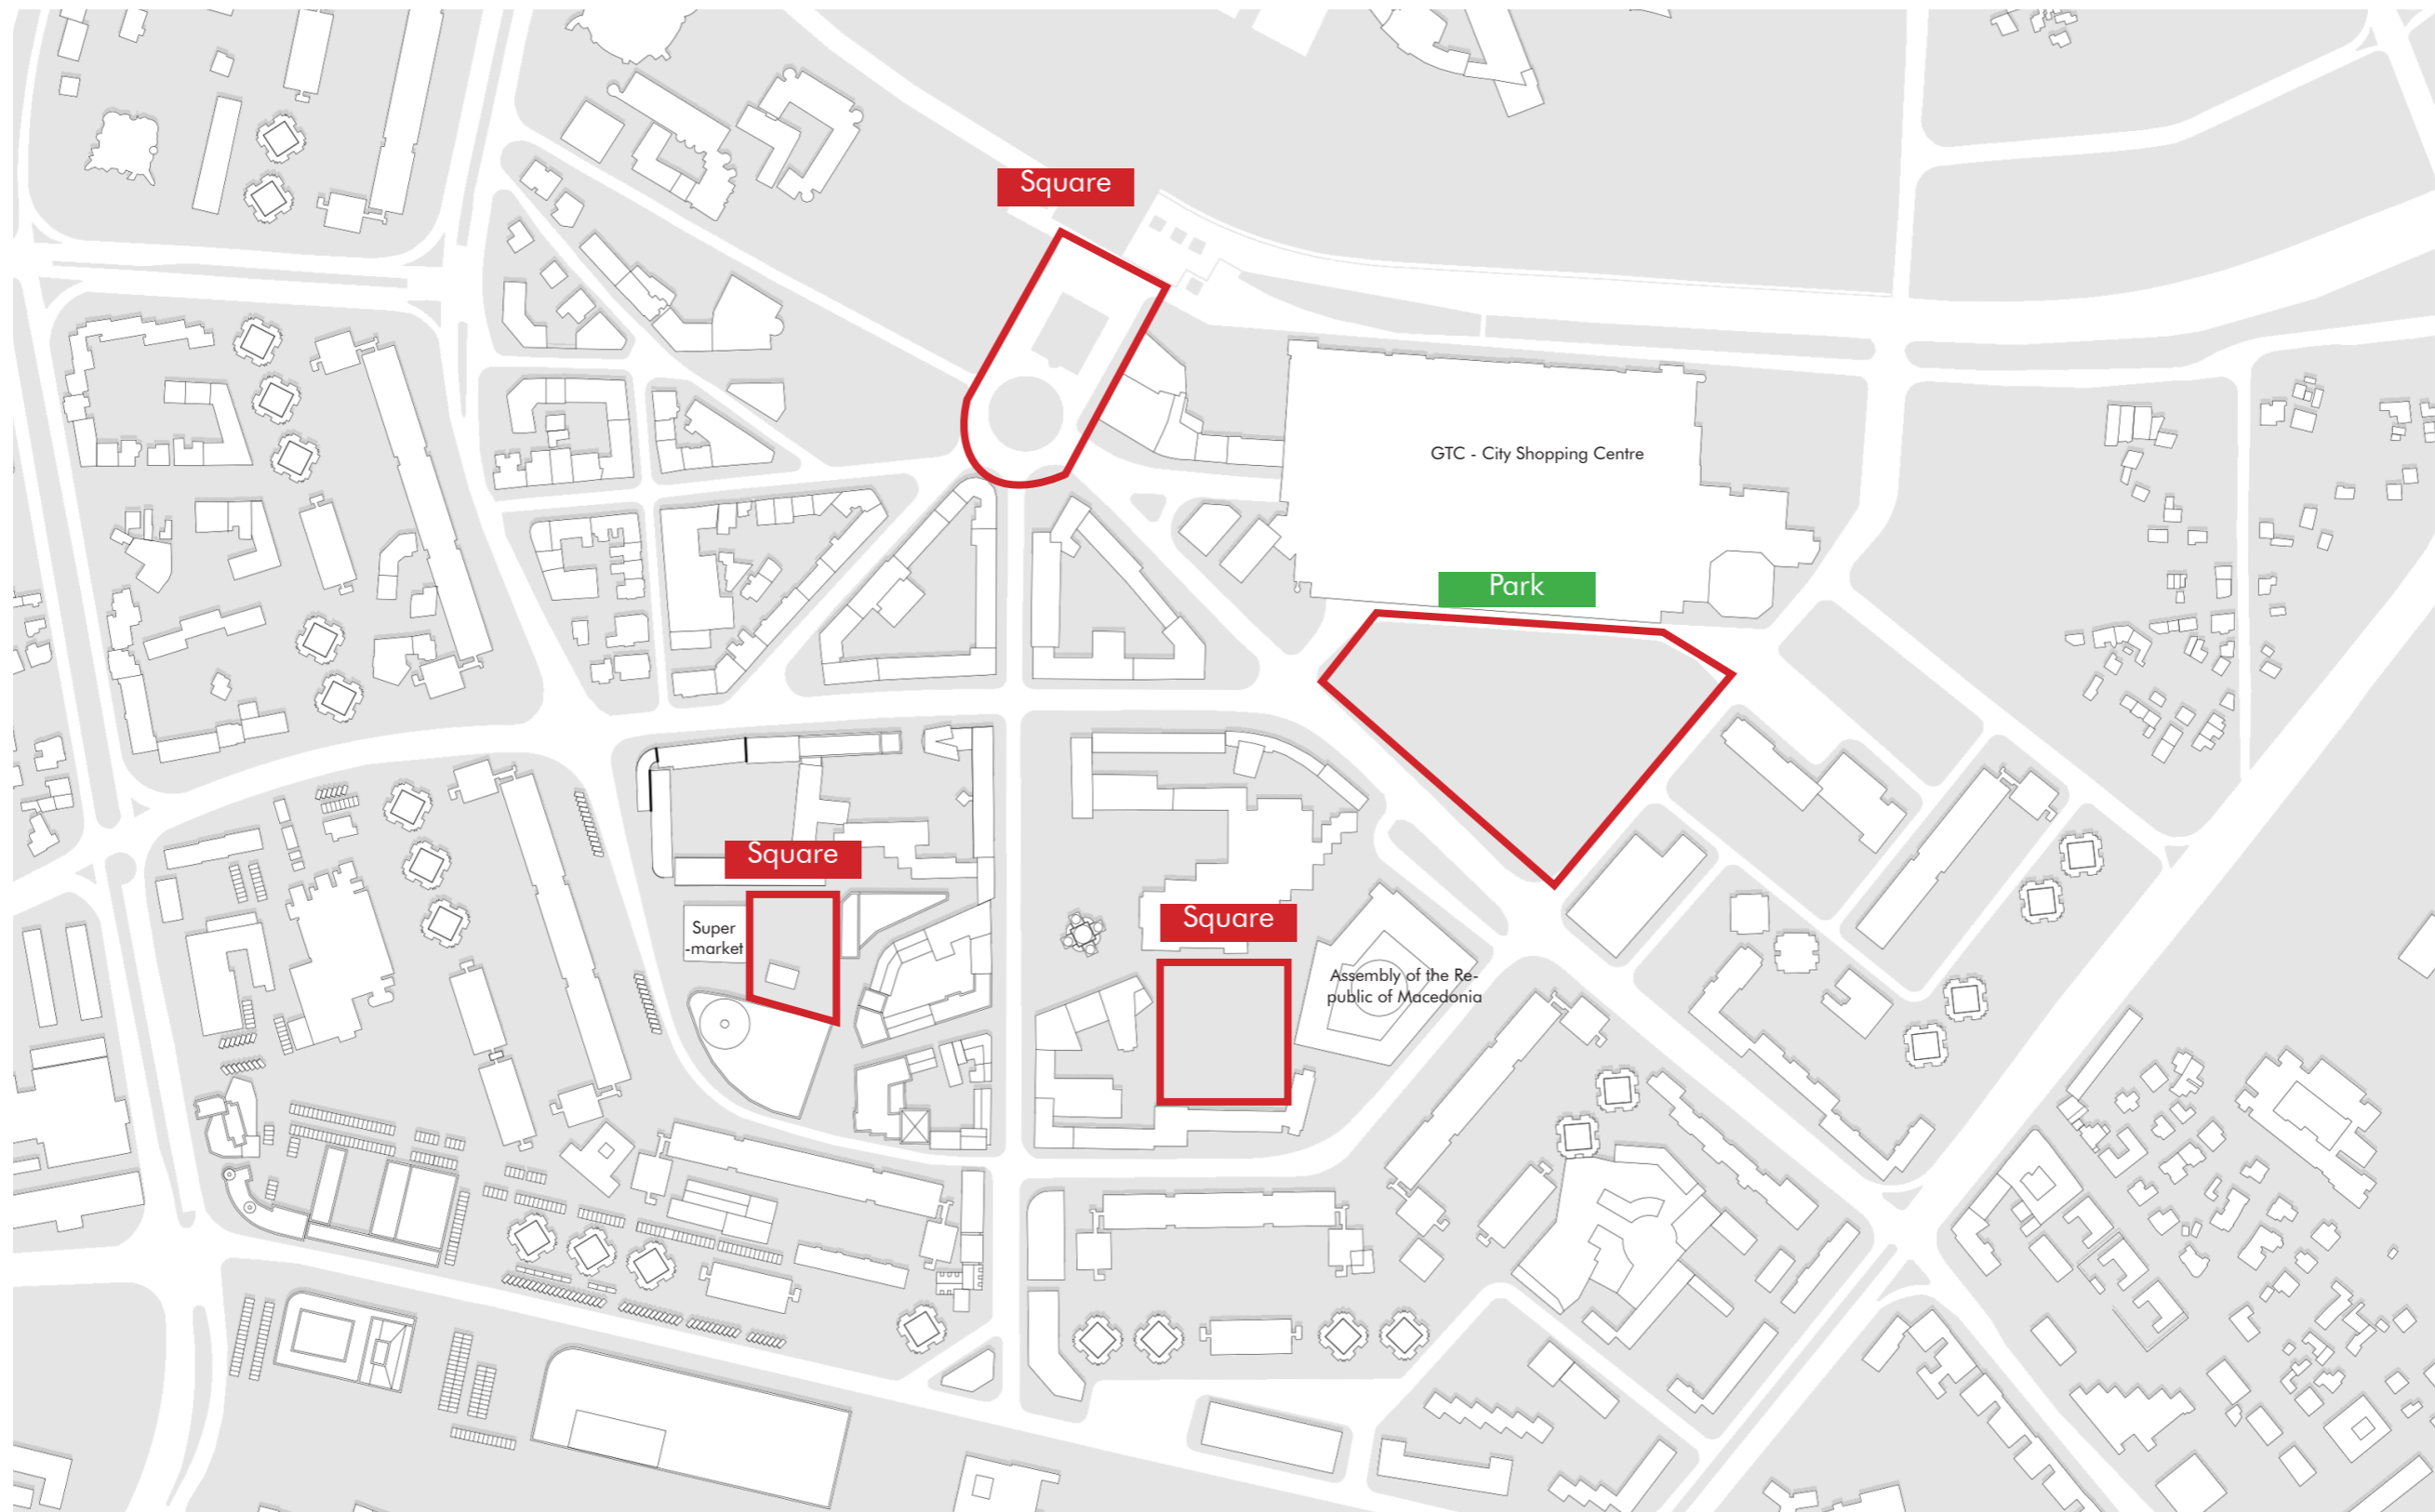 Square
GTC - City Shopping Centre
Park
Square
Square
Super
-market
Assembly of the Re-
public of Macedonia